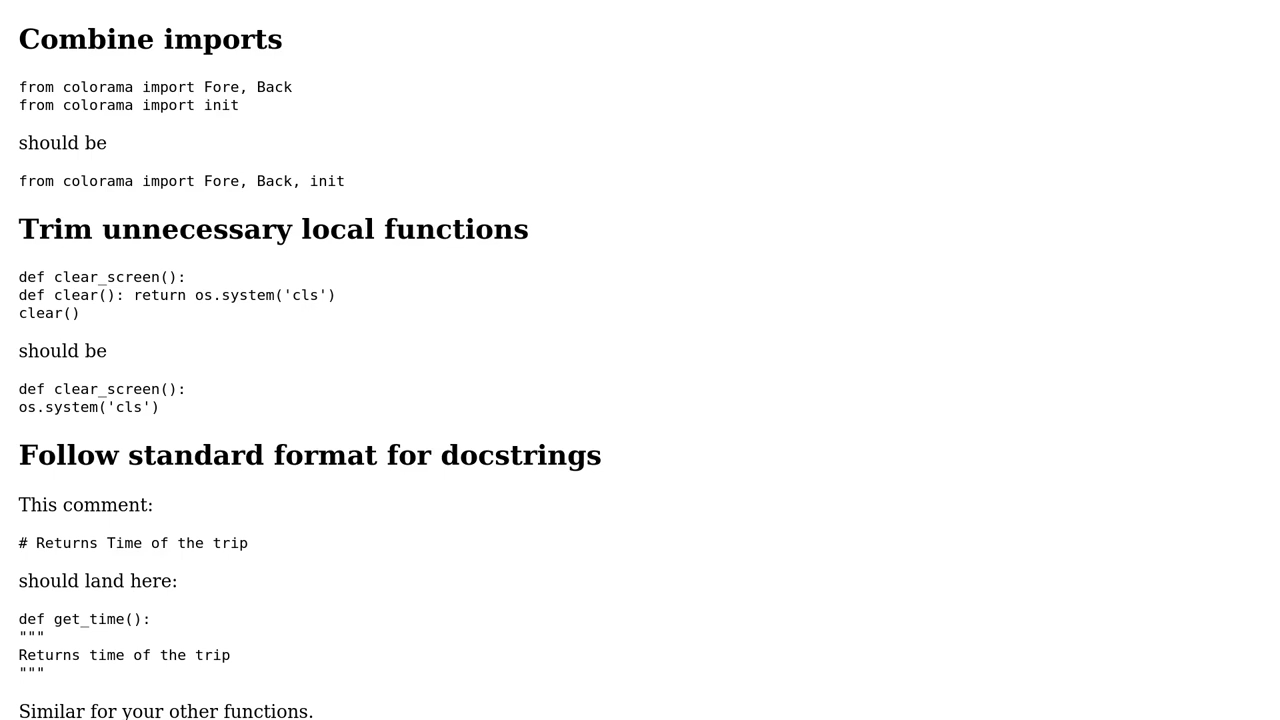 Combine imports
from colorama import Fore, Back
from colorama import init
should be
from colorama import Fore, Back, init
Trim unnecessary local functions
def clear_screen():
def clear(): return os.system('cls')
clear()
should be
def clear_screen():
os.system('cls')
Follow standard format for docstrings
This comment:
# Returns Time of the trip
should land here:
def get_time():
"""
Returns time of the trip
"""
Similar for your other functions.